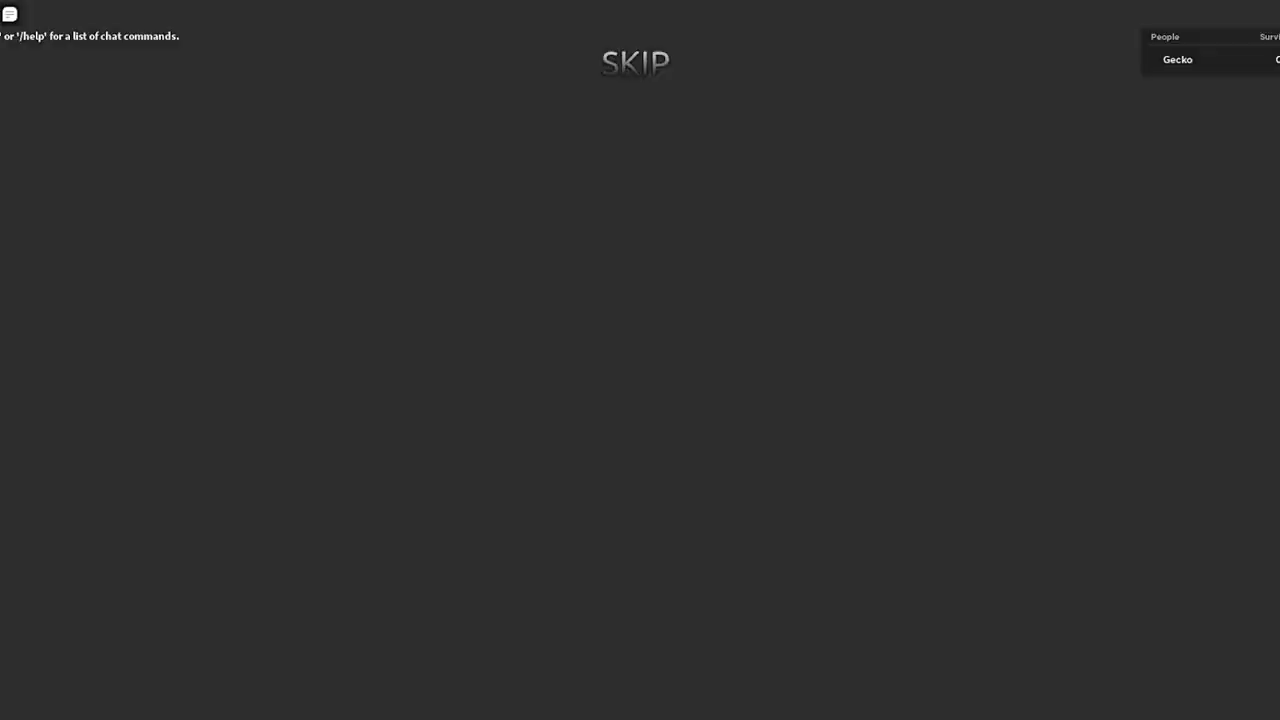 or '/help' for a list of chat commands.
SKIP
People
Gecko